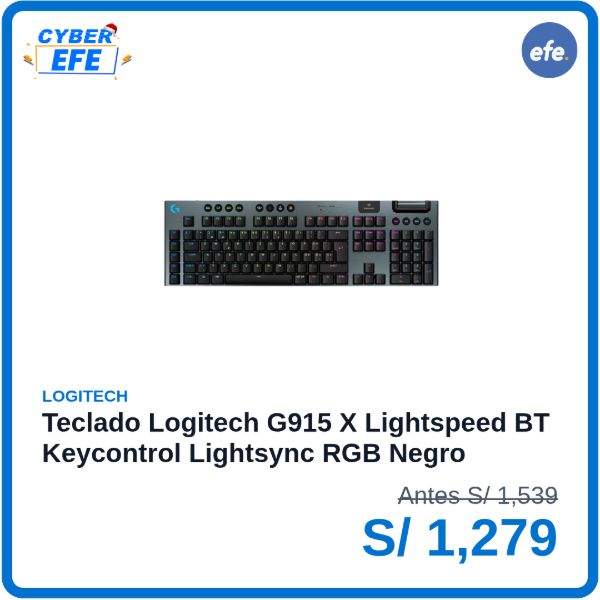 CYBER
EFE
efe.
LOGITECH
Teclado Logitech G915 X Lightspeed BT
Keycontrol Lightsync RGB Negro
Antes S/ 1,539
S/ 1,279